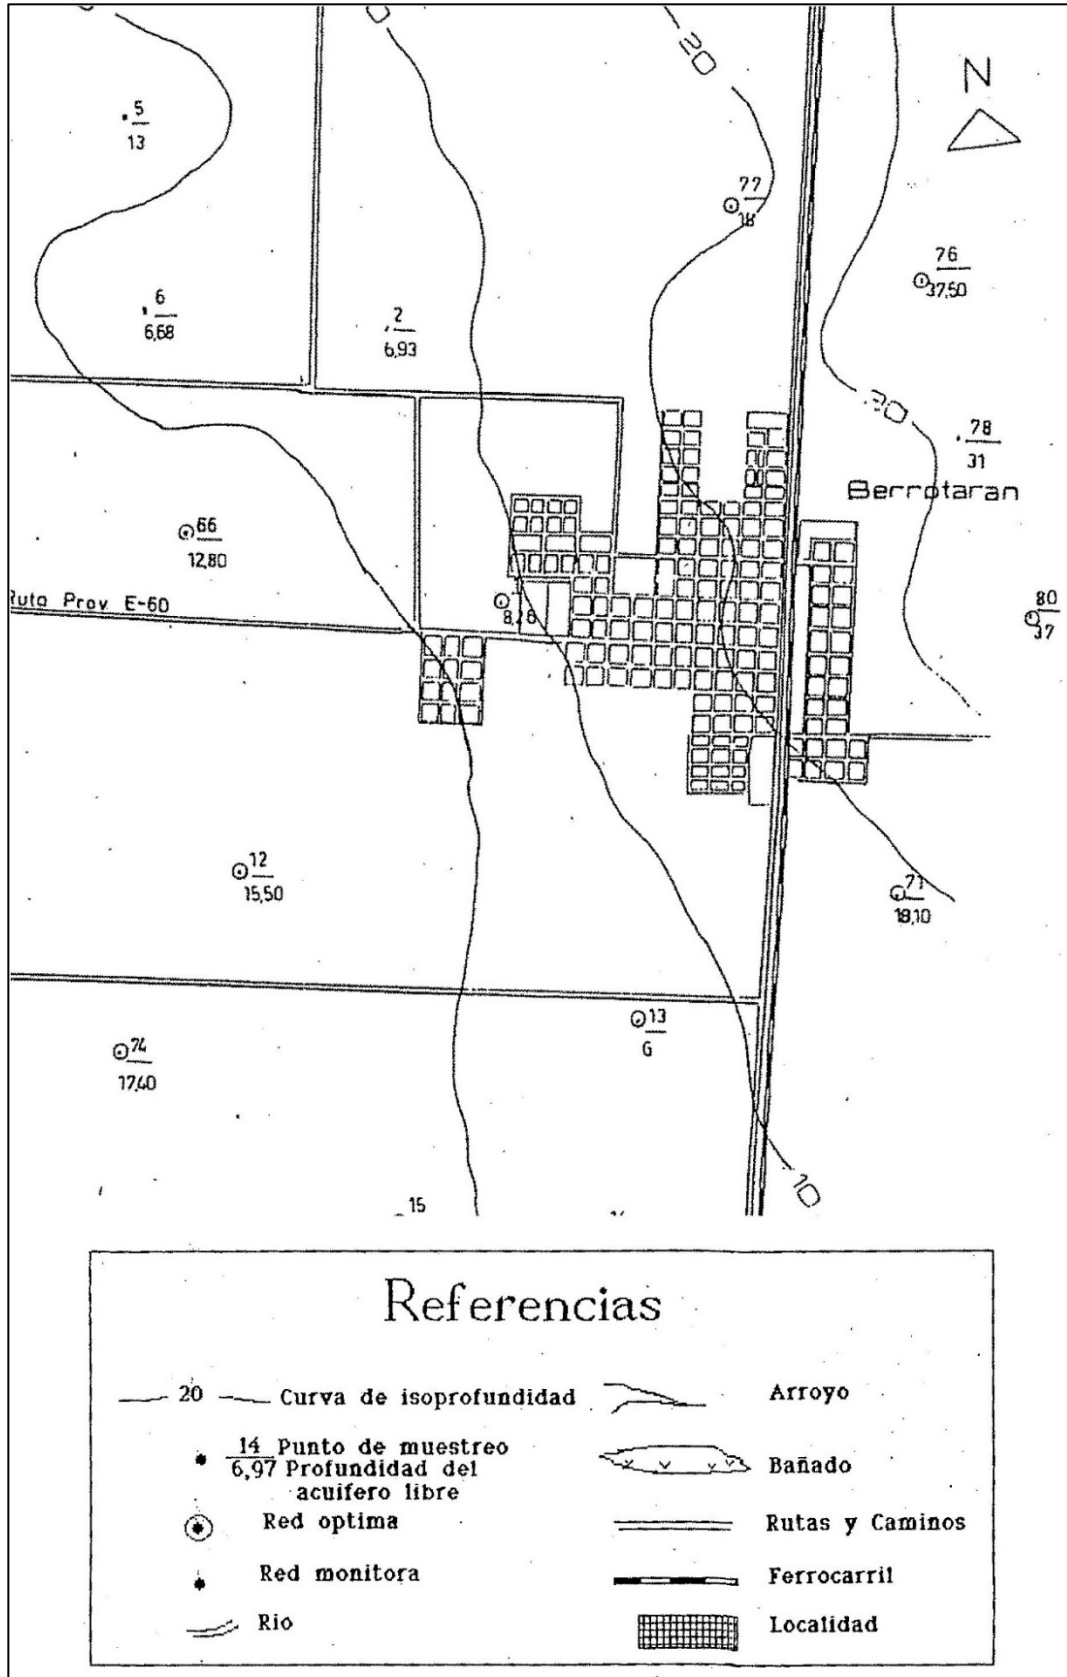 20
N
5
13
77
18
76
37,50
6
6,68
2
6,93
30
78
31
Berrotaran
66
12,80
Ruta Prov. E-60
80
37
12
15,50
71
18,10
13
6
74
17,40
10
15
Referencias
20 Curva de isoprofundidad
14 Punto de muestreo
6,97 Profundidad del
acuifero libre
Red optima
Red monitora
Rio
Arroyo
Bañado
Rutas y Caminos
Ferrocarril
Localidad